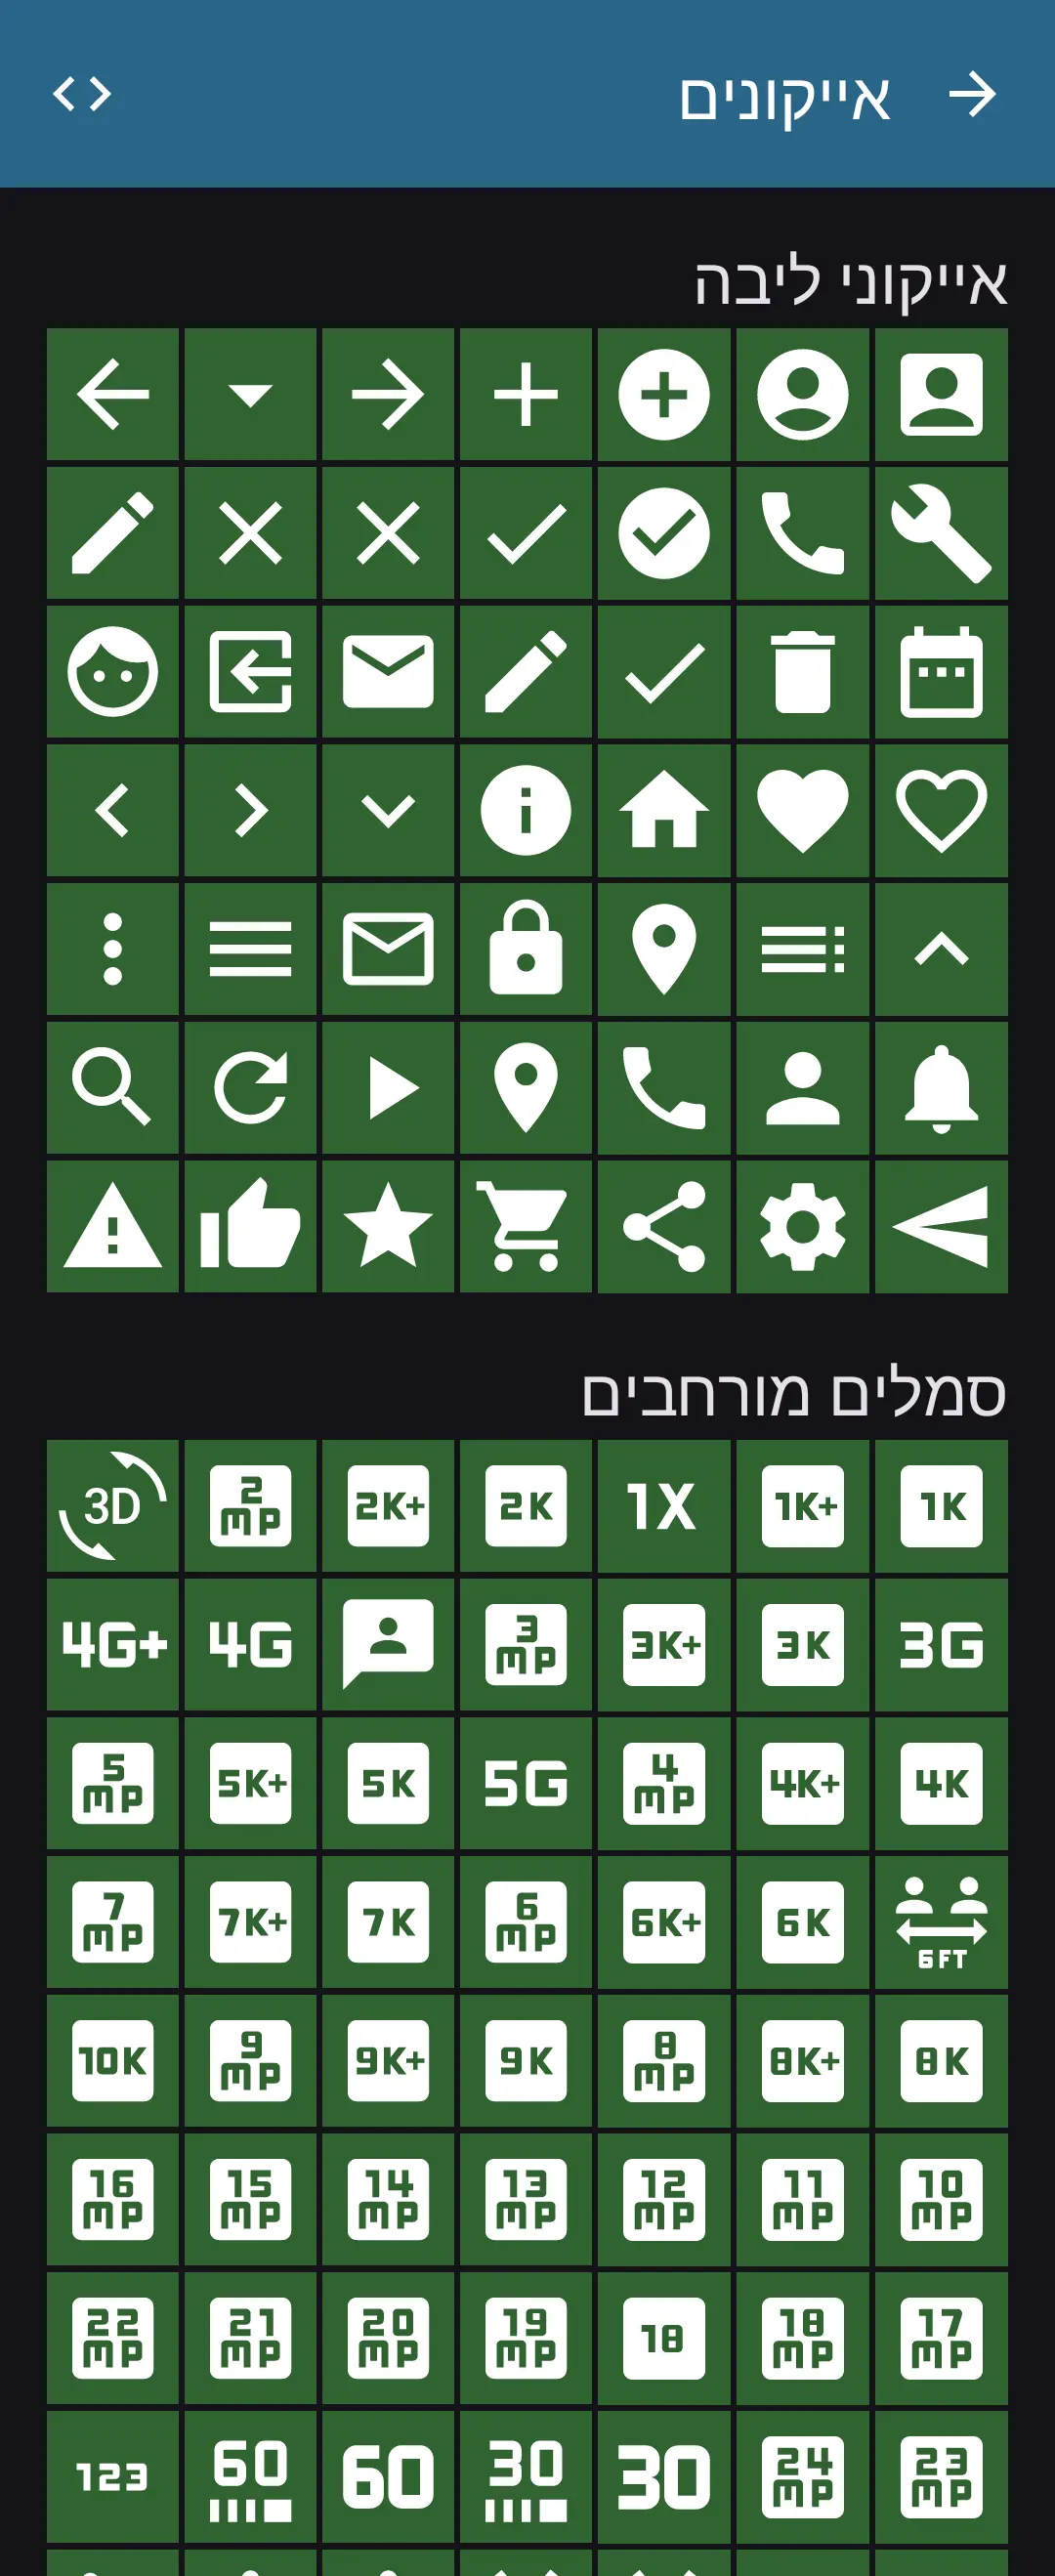 אייקונים
אייקוני ליבה
סמלים מורחבים
1K 1K+ 1X 2K 2K+ 2 MP 3D
3G 3K 3K+ 3 MP 4G 4G+
4K 4K+ 4 MP 5G 5K 5K+ 5 MP
6 FT 6K 6K+ 6 MP 7K 7K+ 7 MP
8K 8K+ 8 MP 9K 9K+ 9 MP 10K
10 MP 11 MP 12 MP 13 MP 14 MP 15 MP 16 MP
17 MP 18 MP 18 19 MP 20 MP 21 MP 22 MP
23 MP 24 MP 30 30 60 60 123